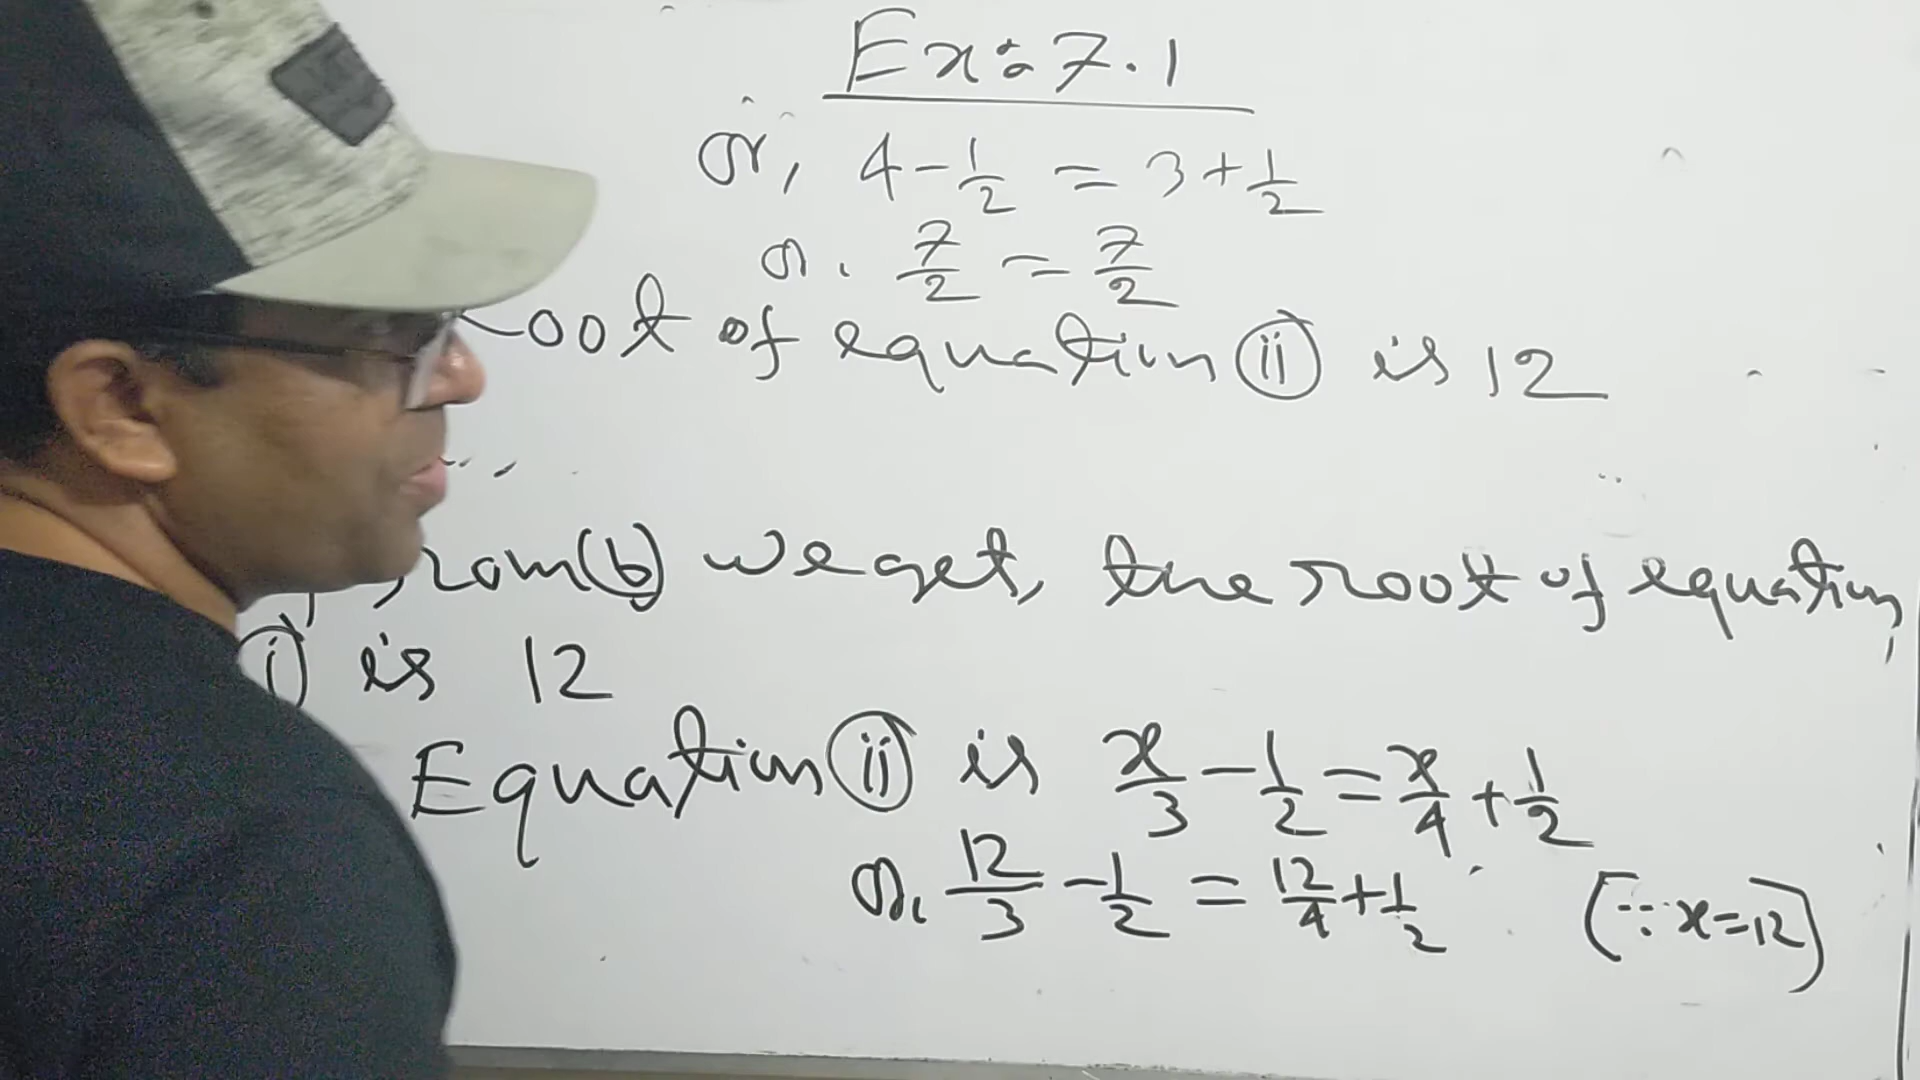 Ex: 7.1
or, 4 - 1/2 = 3 + 1/2
or, 7/2 = 7/2
root of equation (ii) is 12
from (b) we get, the root of equation
(i) is 12
Equation (ii) is x/3 - 1/2 = x/4 + 1/2
or, 12/3 - 1/2 = 12/4 + 1/2 (∵ x = 12)